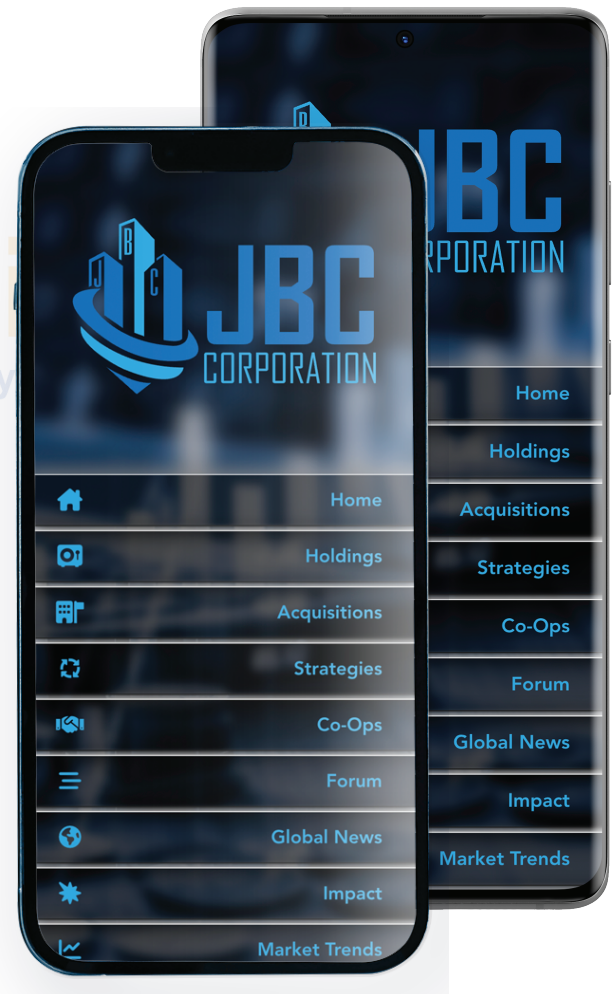 D
JBC
RPORATION
J
B
C
JBC
CORPORATION
Home
Holdings
Acquisitions
Strategies
Co-Ops
Forum
Global News
Impact
Market Trends
Home
Holdings
Acquisitions
Strategies
Co-Ops
Forum
Global News
Impact
Market Trends
y